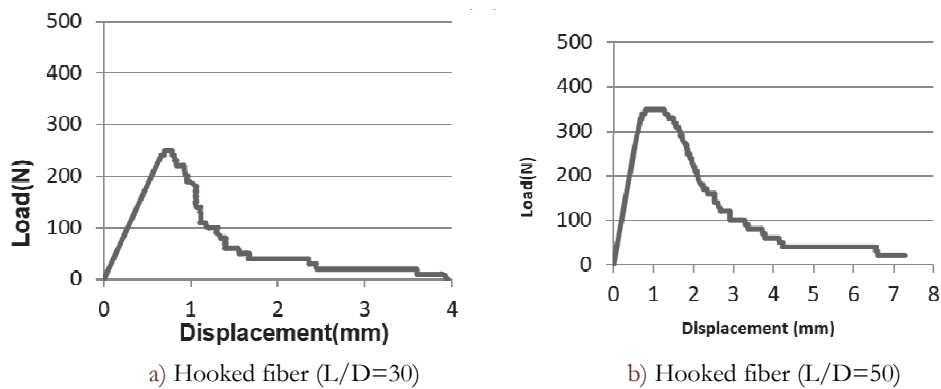 500
400
300
200
100
0
Load(N)
0 1 2 3 4
Displacement(mm)
a) Hooked fiber (L/D=30)
500
400
300
200
100
0
Load(N)
0 1 2 3 4 5 6 7 8
Displacement (mm)
b) Hooked fiber (L/D=50)